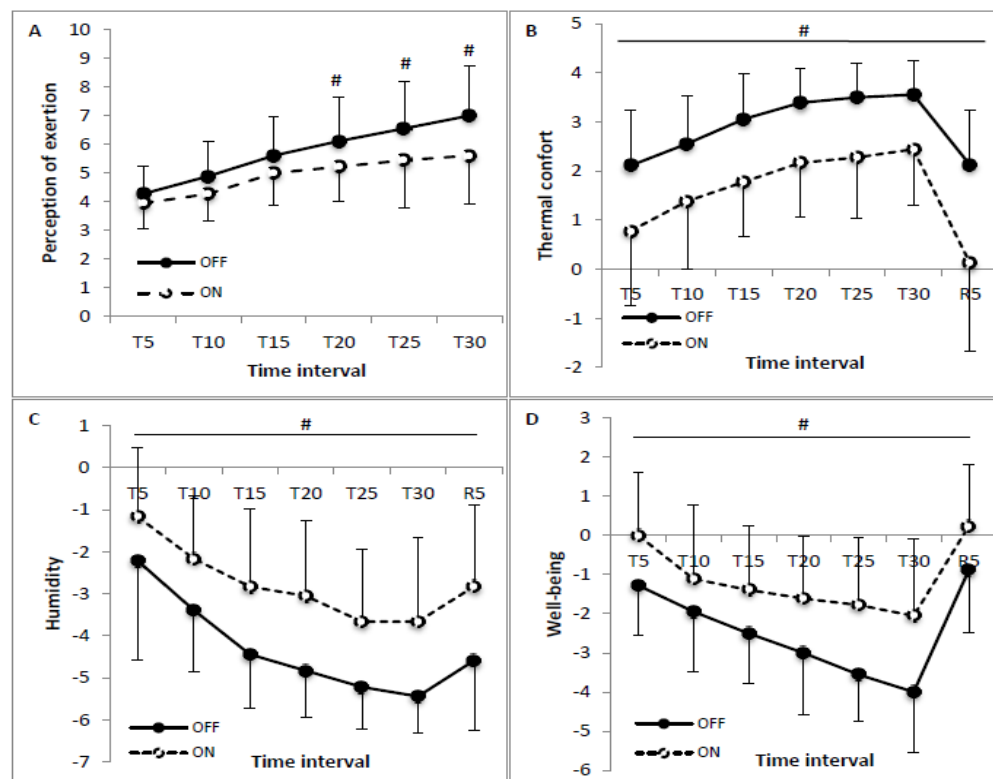 A
Perception of exertion
10
9
8
7
6
5
4
3
2
1
0
# # #
OFF
ON
T5 T10 T15 T20 T25 T30
Time interval
B
Thermal confort
5
4
3
2
1
0
-1
-2
#
T5 T10 T15 T20 T25 T30 R5
OFF
ON
Time interval
C
Humidity
1
0
-1
-2
-3
-4
-5
-6
-7
#
T5 T10 T15 T20 T25 T30 R5
OFF
ON
Time interval
D
Well-being
3
2
1
0
-1
-2
-3
-4
-5
-6
#
T5 T10 T15 T20 T25 T30 R5
OFF
ON
Time interval